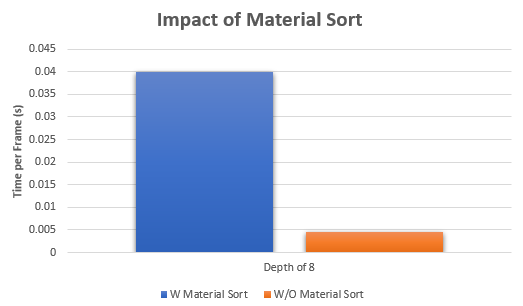 Impact of Material Sort
0.045
0.04
0.035
0.03
0.025
0.02
0.015
0.01
0.005
0
Time per Frame (s)
Depth of 8
W Material Sort
W/O Material Sort